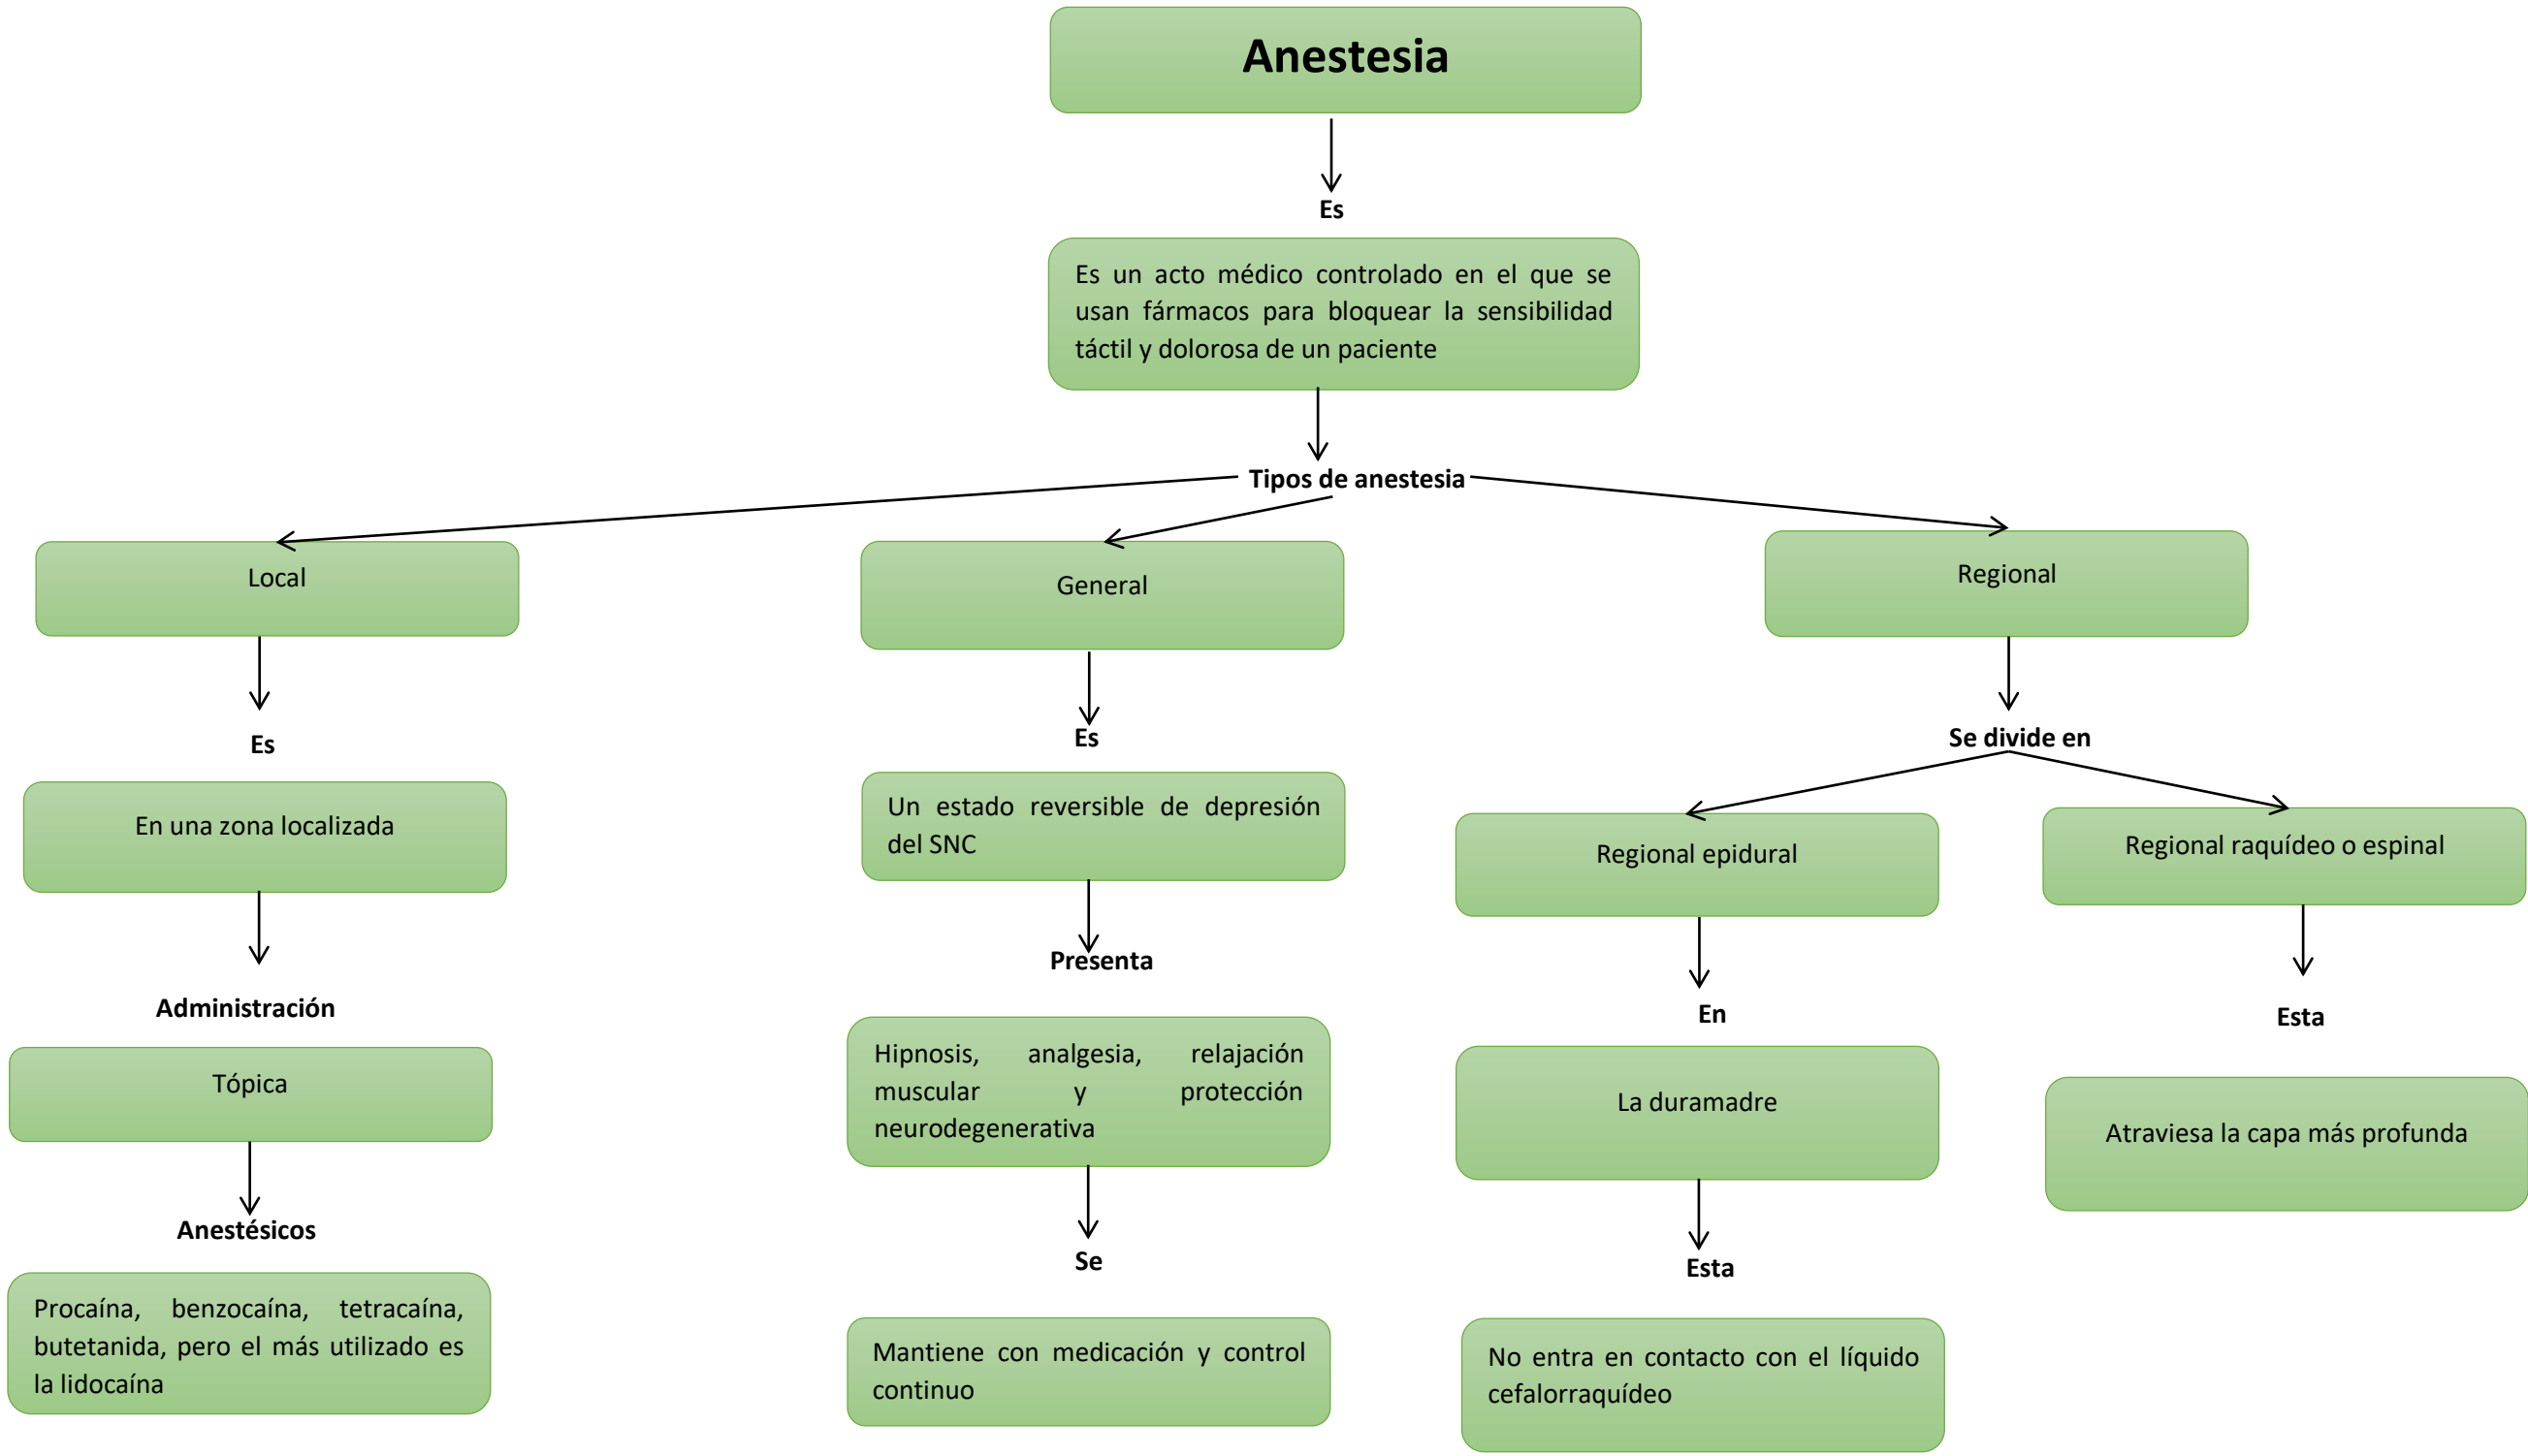 Anestesia
Es
Es un acto médico controlado en el que se
usan fármacos para bloquear la sensibilidad
táctil y dolorosa de un paciente
Tipos de anestesia
Local
Es
En una zona localizada
Administración
Tópica
Anestésicos
Procaína, benzocaína, tetracaína,
butetanida, pero el más utilizado es
la lidocaína
General
Es
Un estado reversible de depresión
del SNC
Presenta
Hipnosis, analgesia, relajación
muscular y protección
neurodegenerativa
Se
Mantiene con medicación y control
continuo
Regional
Se divide en
Regional epidural
En
La duramadre
Esta
No entra en contacto con el líquido
cefalorraquídeo
Regional raquídeo o espinal
Esta
Atraviesa la capa más profunda